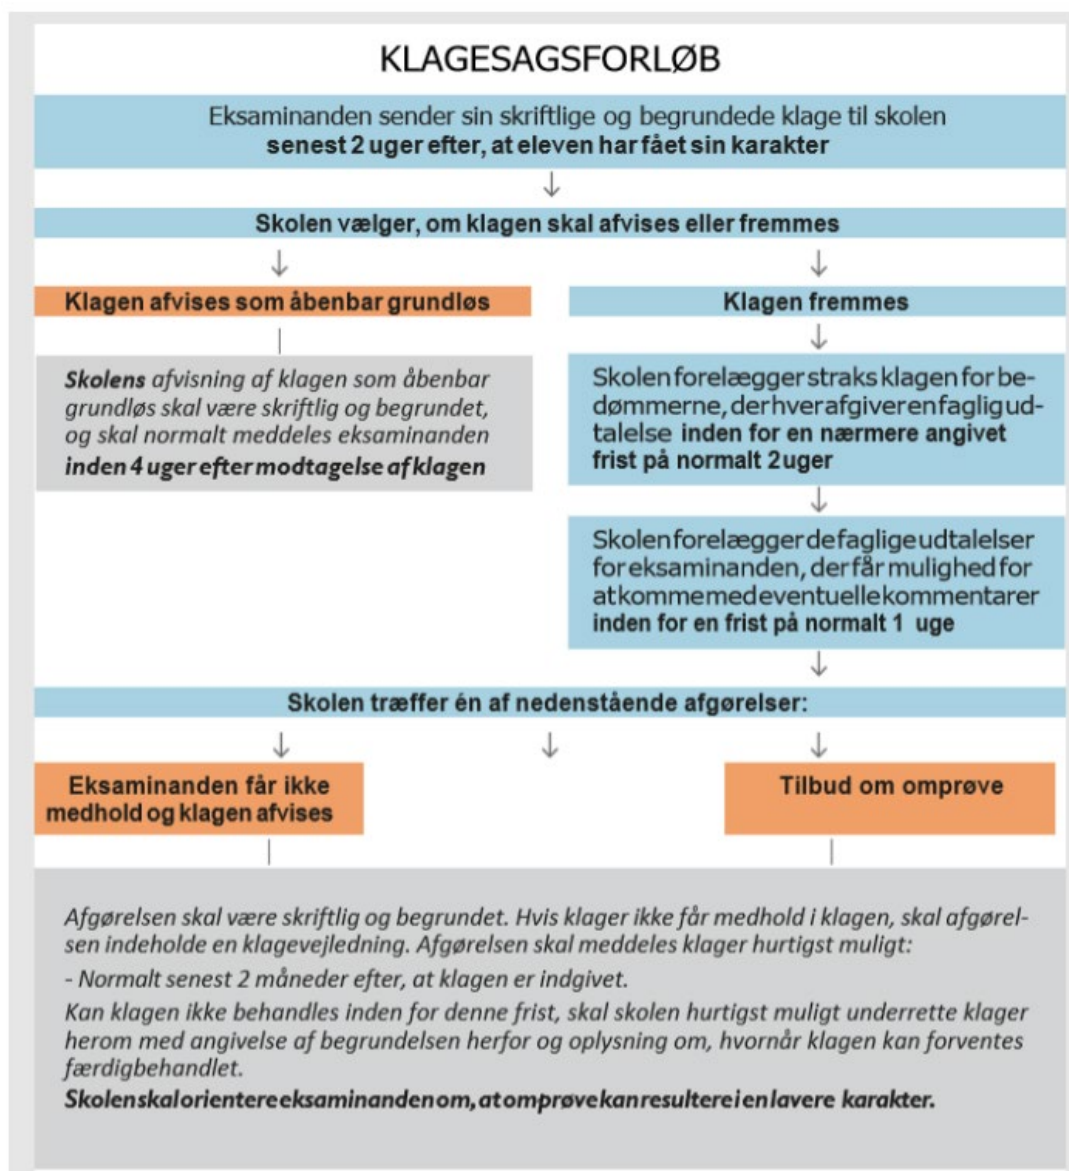 KLAGESAGSFORLØB
Eksaminanden sender sin skriftlige og begrundede klage til skolen
senest 2 uger efter, at eleven har fået sin karakter
Skolen vælger, om klagen skal afvises eller fremmes
Klagen afvises som åbenbar grundløs
Klagen fremmes
Skolens afvisning af klagen som åbenbar
grundløs skal være skriftlig og begrundet,
og skal normalt meddeles eksaminanden
inden 4 uger efter modtagelse af klagen
Skolen forelægger straks klagen for be-
dømmerne, der hver afgiver en faglig ud-
talelse inden for en nærmere angivet
frist på normalt 2 uger
Skolen forelægger de faglige udtalelser
for eksaminanden, der får mulighed for
at komme med eventuelle kommentarer
inden for en frist på normalt 1 uge
Skolen træffer én af nedenstående afgørelser:
Eksaminanden får ikke
medhold og klagen afvises
Tilbud om omprøve
Afgørelsen skal være skriftlig og begrundet. Hvis klager ikke får medhold i klagen, skal afgørel-
sen indeholde en klagevejledning. Afgørelsen skal meddeles klager hurtigst muligt:
- Normalt senest 2 måneder efter, at klagen er indgivet.
Kan klagen ikke behandles inden for denne frist, skal skolen hurtigst muligt underrette klager
herom med angivelse af begrundelsen herfor og oplysning om, hvornår klagen kan forventes
færdigbehandlet.
Skolen skal orientere eksaminanden om, at omprøve kan resultere i en lavere karakter.